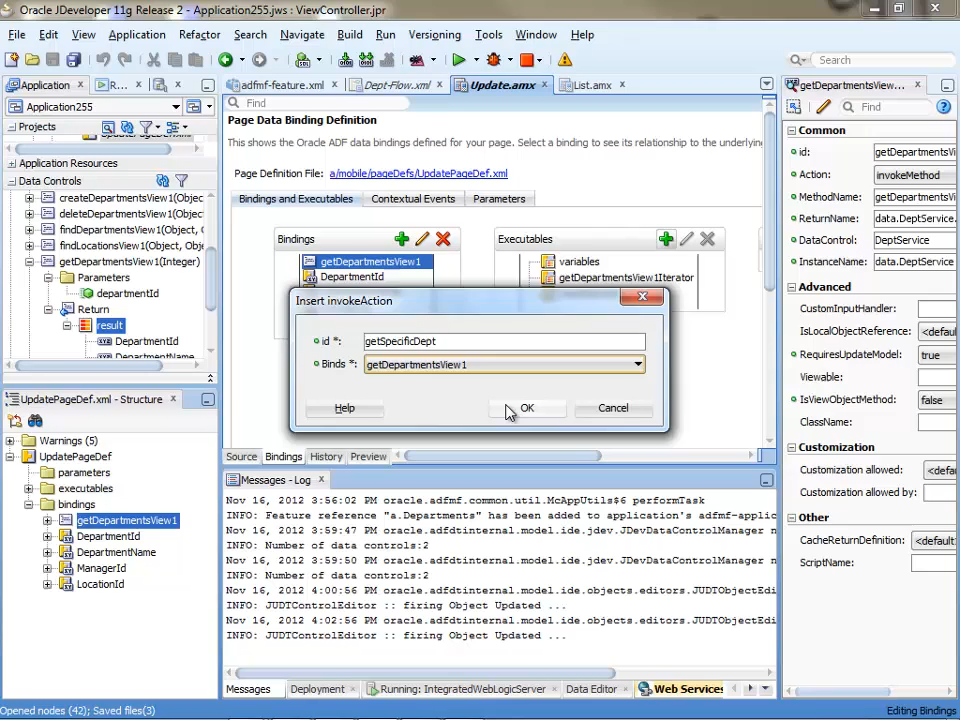 Oracle JDeveloper 11g Release 2 - Application255.jws : ViewController.jpr
File Edit View Application Refactor Search Navigate Build Run Versioning Tools Window Help
Search
Application
R...
adfmf-feature.xml
Dept-Flow.xml
Update.amx
List.amx
getDepartmentsView...
Application255
Find
Find
Projects
Page Data Binding Definition
This shows the Oracle ADF data bindings defined for your page. Select a binding to see its relationship to the underlying
Page Definition File: a/mobile/pageDefs/UpdatePageDef.xml
Bindings and Executables Contextual Events Parameters
Bindings
getDepartmentsView1
DepartmentId
Executables
variables
getDepartmentsView1Iterator
Application Resources
Data Controls
createDepartmentsView1(Object
deleteDepartmentsView1(Object
findDepartmentsView1(Object, O
findLocationsView1(Object, Obje
getDepartmentsView1(Integer)
Parameters
departmentId
Return
result
DepartmentId
DepartmentName
Insert invokeAction
id *: getSpecificDept
Binds *: getDepartmentsView1
Help OK Cancel
Source Bindings History Preview
UpdatePageDef.xml - Structure
Warnings (5)
UpdatePageDef
parameters
executables
bindings
getDepartmentsView1
DepartmentId
DepartmentName
ManagerId
LocationId
Messages - Log
Nov 16, 2012 3:56:02 PM oracle.adfmf.common.util.McAppUtils$6 performTask
INFO: Feature reference "a.Departments" has been added to application's adfmf-applic
Nov 16, 2012 3:59:47 PM oracle.adfdtinternal.model.ide.jdev.JDevDataControlManager n
INFO: Number of data controls:2
Nov 16, 2012 3:59:50 PM oracle.adfdtinternal.model.ide.jdev.JDevDataControlManager n
INFO: Number of data controls:2
Nov 16, 2012 4:00:56 PM oracle.adfdtinternal.model.ide.objects.editors.JUDTObjectEdi
INFO: JUDTControlEditor :: firing Object Updated ...
Nov 16, 2012 4:02:56 PM oracle.adfdtinternal.model.ide.objects.editors.JUDTObjectEdi
INFO: JUDTControlEditor :: firing Object Updated ...
Messages Deployment Running: IntegratedWebLogicServer Data Editor Web Services
Common
id: getDepartmentsVi
Action: invokeMethod
MethodName: getDepartmentsVi
ReturnName: data.DeptService.
DataControl: DeptService
InstanceName: data.DeptService.
Advanced
CustomInputHandler:
IsLocalObjectReference: <defau
RequiresUpdateModel: true
Viewable:
IsViewObjectMethod: false
ClassName:
Customization
Customization allowed: <defa
Customization allowed by:
Other
CacheReturnDefinition: <default
ScriptName:
Opened nodes (42); Saved files(3)
Editing Bindings